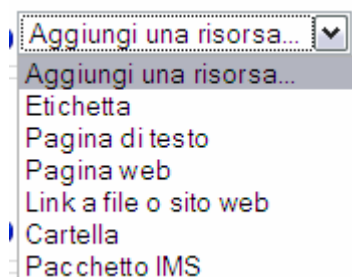 Aggiungi una risorsa...
Aggiungi una risorsa...
Etichetta
Pagina di testo
Pagina web
Link a file o sito web
Cartella
Pacchetto IMS